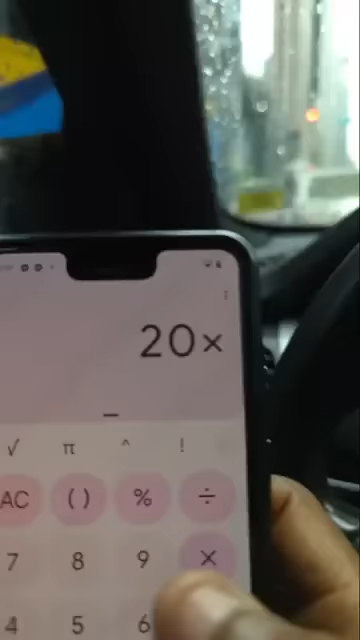 20×
√ π ^ !
AC ( ) % ÷
7 8 9 ×
4 5 6